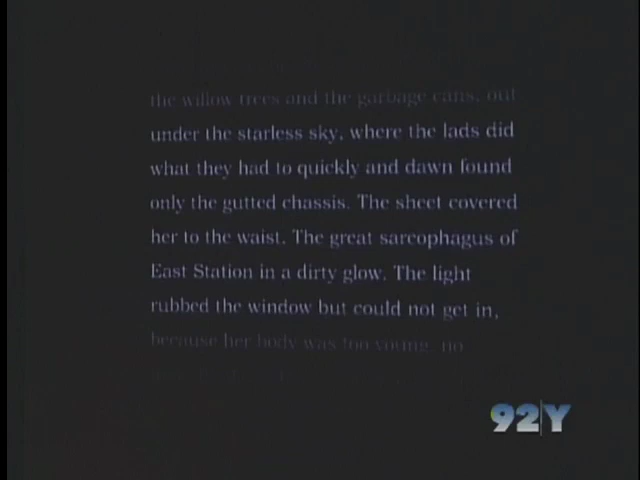 the willow trees and the garbage cans, but
under the starless sky, where the lads did
what they had to quickly and dawn found
only the gutted chassis. The sheet covered
her to the waist. The great sarcophagus of
East Station in a dirty glow. The light
rubbed the window but could not get in,
because her body was too young, no
92Y